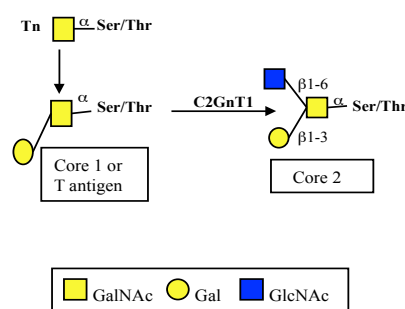 Tn α Ser/Thr
α Ser/Thr
C2GnT1
β1-6
α Ser/Thr
β1-3
Core 1 or
T antigen
Core 2
GalNAc Gal GlcNAc